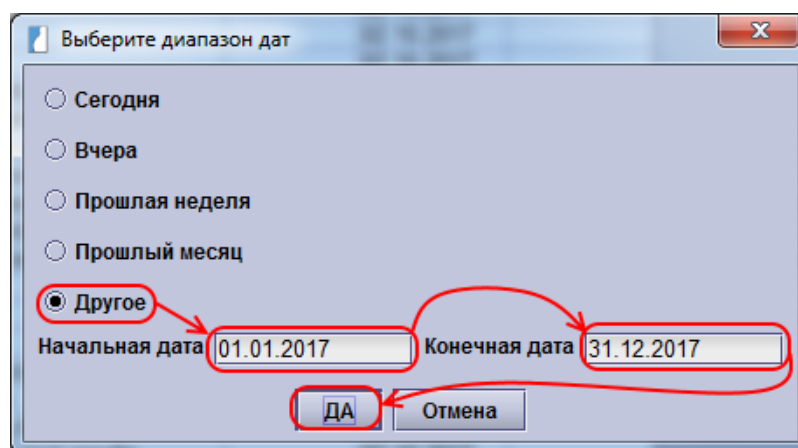 Выберите диапазон дат
Сегодня
Вчера
Прошлая неделя
Прошлый месяц
Другое
Начальная дата 01.01.2017 Конечная дата 31.12.2017
ДА Отмена